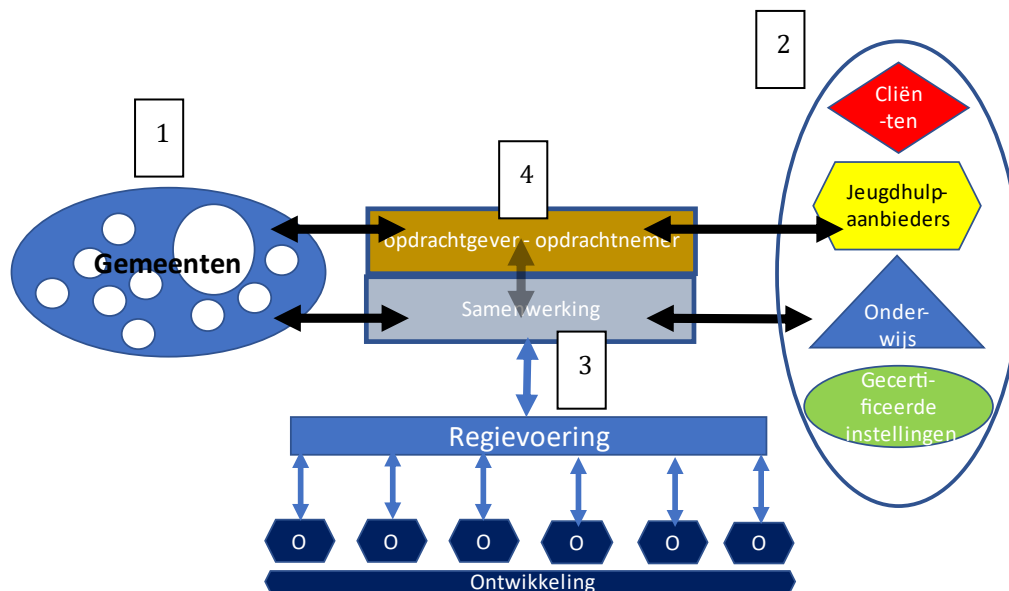 1
Gemeenten
4
opdrachtgever - opdrachtnemer
Samenwerking
3
2
Cliën
-ten
Jeugdhulp-
aanbieders
Onder-
wijs
Gecerti-
ficeerde
instellingen
Regievoering
O O O O O O
Ontwikkeling